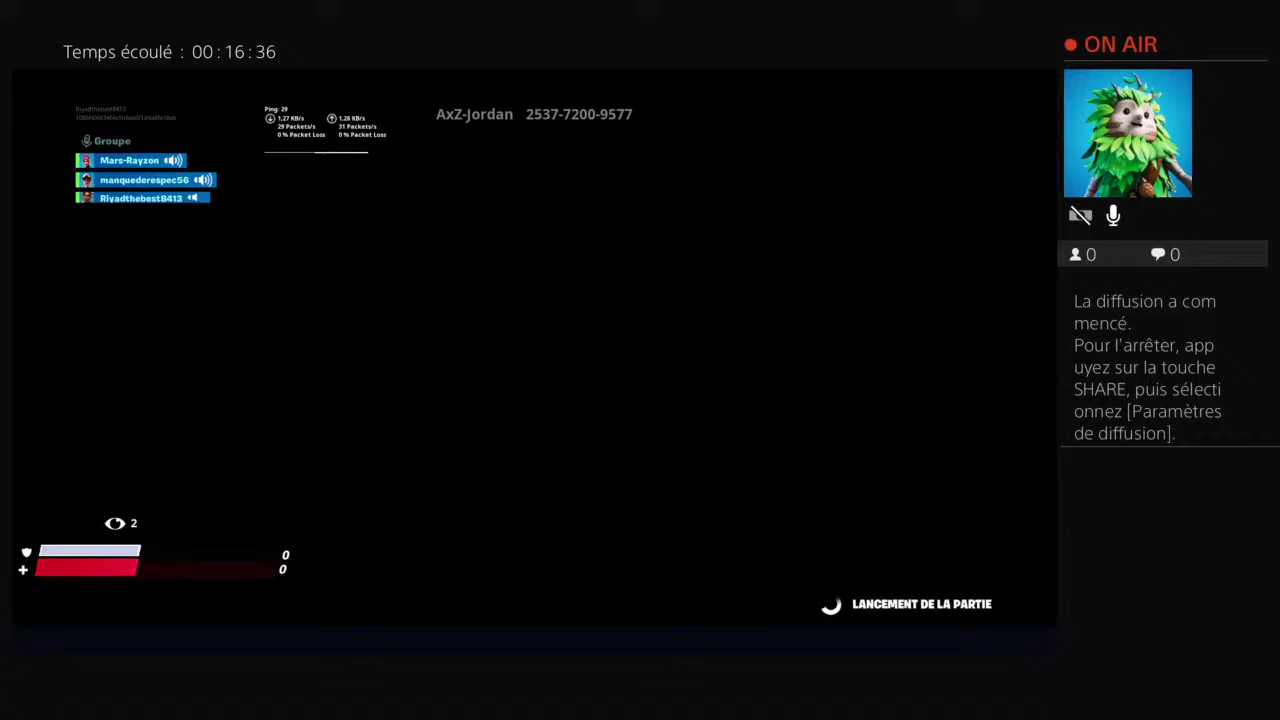 Temps écoulé : 00:16:36
ON AIR
Riyadthebest8413
Ping: 29
1,27 KB/s
29 Packets/s
0 % Packet Loss
1,28 KB/s
31 Packets/s
0 % Packet Loss
AxZ-Jordan 2537-7200-9577
Groupe
Mars-Rayzon
manquederespec56
Riyadthebest8413
0
0
La diffusion a com
mencé.
Pour l'arrêter, app
uyez sur la touche
SHARE, puis sélecti
onnez [Paramètres
de diffusion].
2
0
0
LANCEMENT DE LA PARTIE